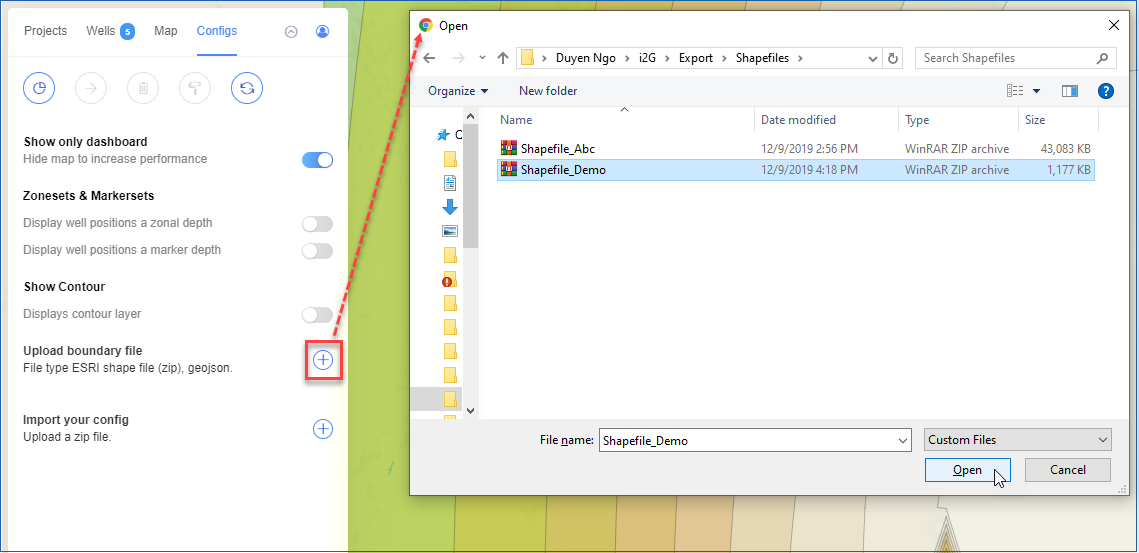 Projects Wells 5 Map Configs
Show only dashboard
Hide map to increase performance
Zonesets & Markersets
Display well positions a zonal depth
Display well positions a marker depth
Show Contour
Displays contour layer
Upload boundary file
File type ESRI shape file (zip), geojson.
Import your config
Upload a zip file.
Open
Duyen Ngo > i2G > Export > Shapefiles >
Search Shapefiles
Organize New folder
Name Date modified Type Size
Shapefile_Abc 12/9/2019 2:56 PM WinRAR ZIP archive 43,083 KB
Shapefile_Demo 12/9/2019 4:18 PM WinRAR ZIP archive 1,177 KB
File name: Shapefile_Demo Custom Files
Open Cancel